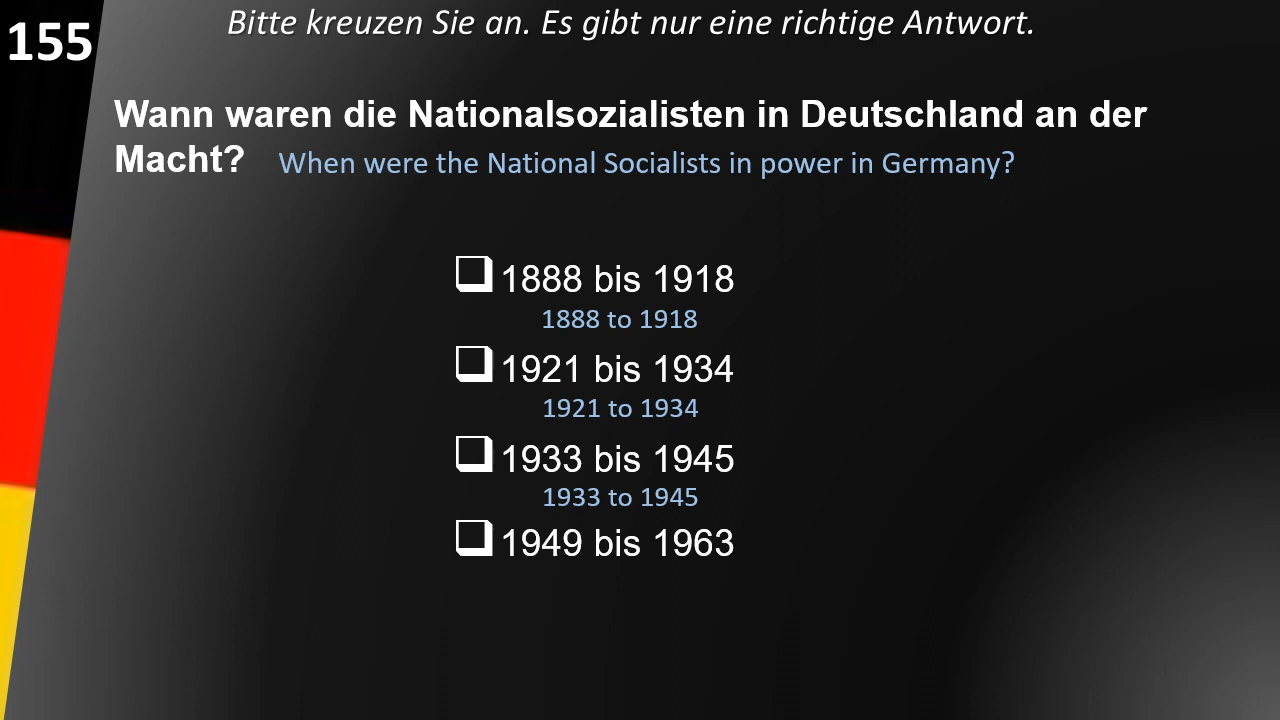 155
Bitte kreuzen Sie an. Es gibt nur eine richtige Antwort.
Wann waren die Nationalsozialisten in Deutschland an der
Macht? When were the National Socialists in power in Germany?
1888 bis 1918
1888 to 1918
1921 bis 1934
1921 to 1934
1933 bis 1945
1933 to 1945
1949 bis 1963